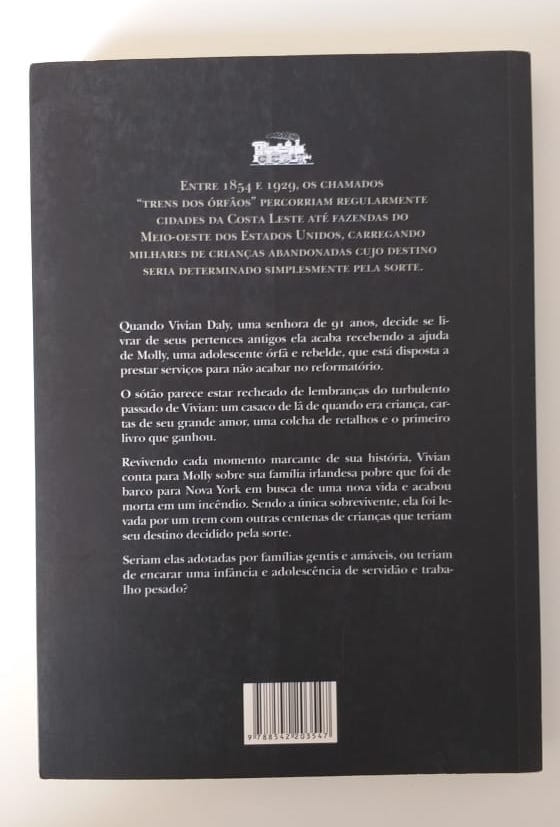 ENTRE 1854 E 1929, OS CHAMADOS
“TRENS DOS ÓRFÃOS” PERCORRIAM REGULARMENTE
CIDADES DA COSTA LESTE ATÉ FAZENDAS DO
MEIO-OESTE DOS ESTADOS UNIDOS, CARREGANDO
MILHARES DE CRIANÇAS ABANDONADAS CUJO DESTINO
SERIA DETERMINADO SIMPLESMENTE PELA SORTE.
Quando Vivian Daly, uma senhora de 91 anos, decide se li-
vrar de seus pertences antigos ela acaba recebendo a ajuda
de Molly, uma adolescente órfã e rebelde, que está disposta a
prestar serviços para não acabar no reformatório.
O sótão parece estar recheado de lembranças do turbulento
passado de Vivian: um casaco de lã de quando era criança, car-
tas de seu grande amor, uma colcha de retalhos e o primeiro
livro que ganhou.
Revivendo cada momento marcante de sua história, Vivian
conta para Molly sobre sua família irlandesa pobre que foi de
barco para Nova York em busca de uma nova vida e acabou
morta em um incêndio. Sendo a única sobrevivente, ela foi le-
vada por um trem com outras centenas de crianças que teriam
seu destino decidido pela sorte.
Seriam elas adotadas por famílias gentis e amáveis, ou teriam
de encarar uma infância e adolescência de servidão e traba-
lho pesado?
9 788542 203547